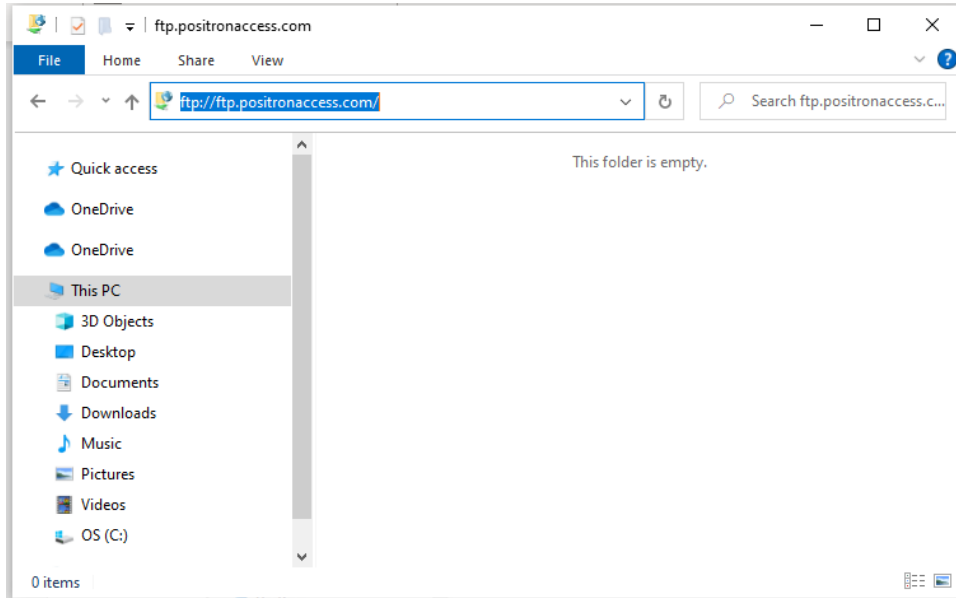 ftp.positronaccess.com
File Home Share View
ftp://ftp.positronaccess.com/ Search ftp.positronaccess.c...
This folder is empty.
Quick access
OneDrive
OneDrive
This PC
3D Objects
Desktop
Documents
Downloads
Music
Pictures
Videos
OS (C:)
0 items